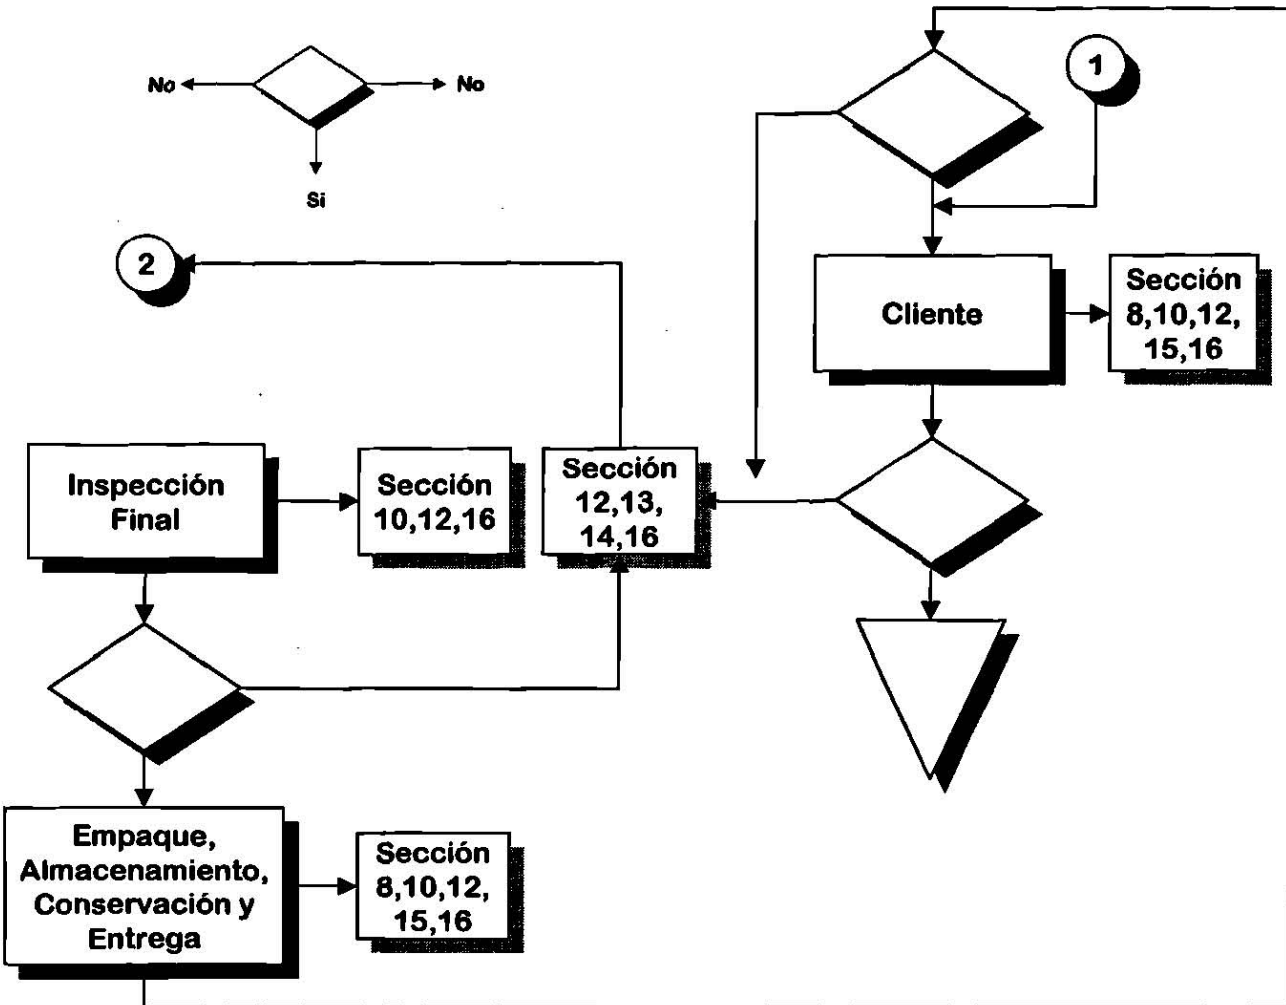 No
No
Si
1
2
Cliente
Sección
8,10,12,
15,16
Inspección
Final
Sección
10,12,16
Sección
12,13,
14,16
Empaque,
Almacenamiento,
Conservación y
Entrega
Sección
8,10,12,
15,16